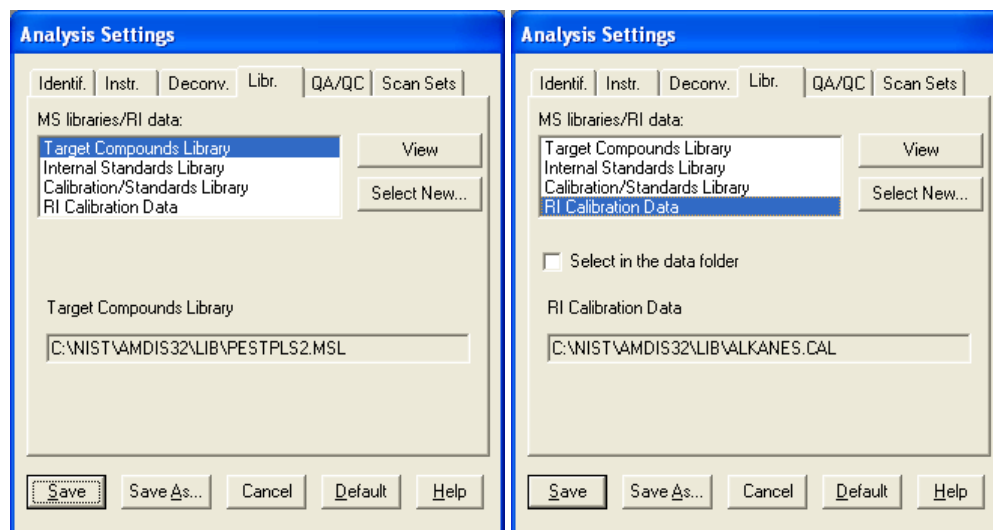 Analysis Settings
Identif. Instr. Deconv. Libr. QA/QC Scan Sets
MS libraries/RI data:
Target Compounds Library
Internal Standards Library
Calibration/Standards Library
RI Calibration Data
View
Select New...
Target Compounds Library
C:\NIST\AMDIS32\LIB\PESTPLS2.MSL
Save Save As... Cancel Default Help
Analysis Settings
Identif. Instr. Deconv. Libr. QA/QC Scan Sets
MS libraries/RI data:
Target Compounds Library
Internal Standards Library
Calibration/Standards Library
RI Calibration Data
View
Select New...
Select in the data folder
RI Calibration Data
C:\NIST\AMDIS32\LIB\ALKANES.CAL
Save Save As... Cancel Default Help